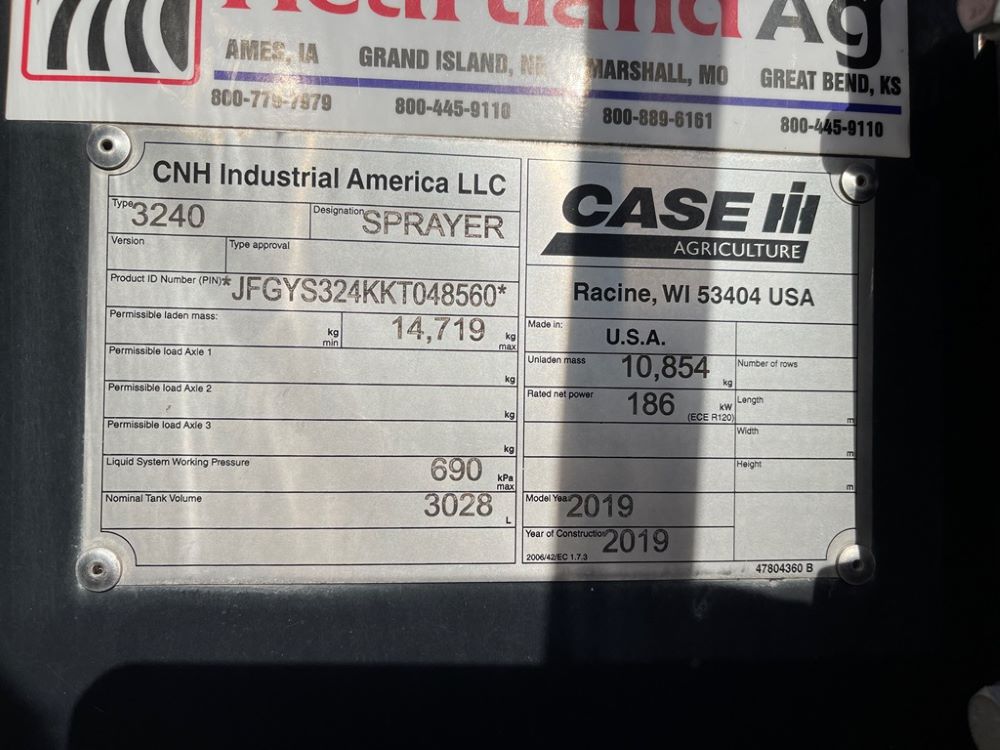 Heartland Ag
AMES, IA GRAND ISLAND, NE MARSHALL, MO GREAT BEND, KS
800-445-9110 800-889-6161 800-445-9110
CNH Industrial America LLC
Type 3240 Designation SPRAYER
Version Type approval
Product ID Number (PIN) *JFGYS324KKT048560*
Permissible laden mass: kg min 14,719 kg max
Permissible load Axle 1 kg
Permissible load Axle 2 kg
Permissible load Axle 3 kg
Liquid System Working Pressure 690 kPa max
Nominal Tank Volume 3028 L
CASE IH
AGRICULTURE
Racine, WI 53404 USA
Made in: U.S.A.
Unladen mass 10,854 kg Number of rows
Rated net power 186 kW (ECE R120) Length m
Width m
Height m
Model Year 2019
Year of Construction 2019
2006/42/EC 1.7.3
47804360 B